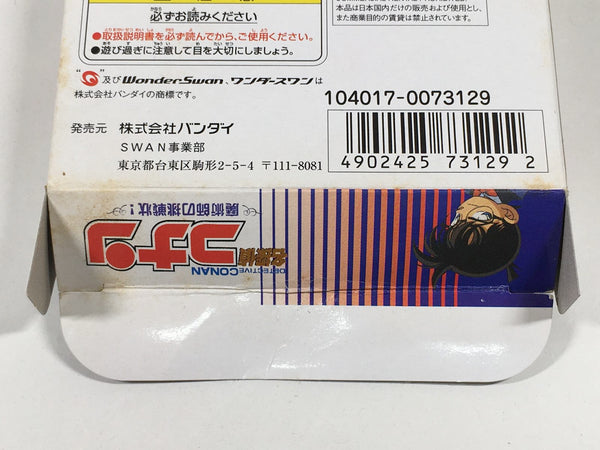 必ずお読みください
●取扱説明書を必ず読んでから、ご使用ください。
●遊び過ぎに注意して目を大切にしましょう。
本品は日本国内だけの販売および使用とし、
また商業目的の賃貸は禁止されています。
及びWonderSwan、ワンダースワンは
株式会社バンダイの商標です。
104017-0073129
発売元 株式会社バンダイ
SWAN事業部
東京都台東区駒形2-5-4 〒111-8081
4902425 73129 2
名探偵
DETECTIVE CONAN
コナン
魔術師の挑戦状!